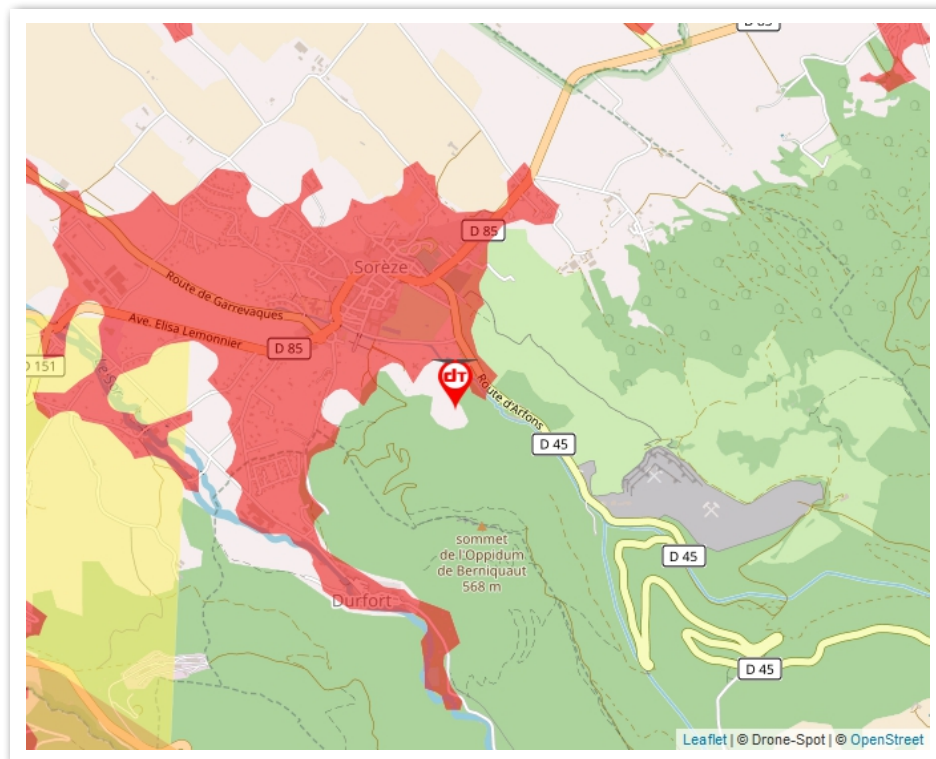 D 85
D 85
Sorèze
Route de Garrevaques
Ave. Elisa Lemonnier
D 85
D 151
dT
Route d'Arfons
D 45
sommet
de l'Oppidum
de Berniquaut
568 m
D 45
Durfort
D 45
Leaflet | © Drone-Spot | © OpenStreet